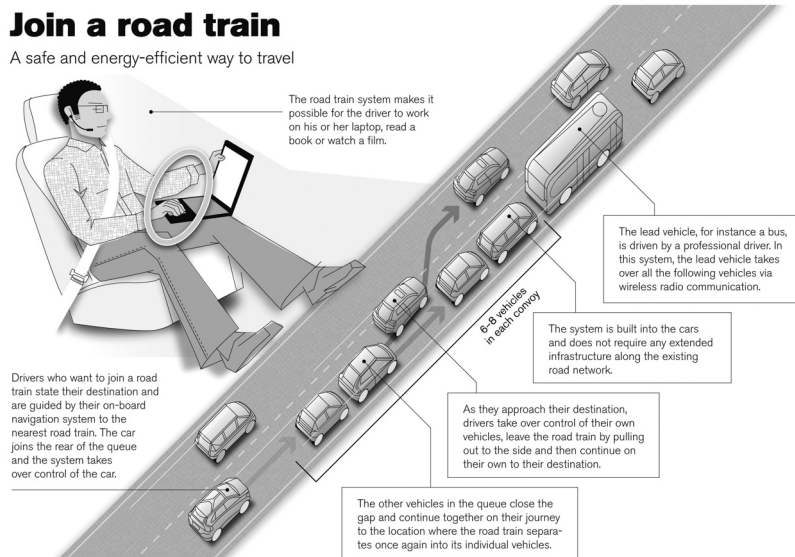 Join a road train
A safe and energy-efficient way to travel
The road train system makes it
possible for the driver to work
on his or her laptop, read a
book or watch a film.
The lead vehicle, for instance a bus,
is driven by a professional driver. In
this system, the lead vehicle takes
over all the following vehicles via
wireless radio communication.
6–8 vehicles
in each convoy
The system is built into the cars
and does not require any extended
infrastructure along the existing
road network.
Drivers who want to join a road
train state their destination and
are guided by their on-board
navigation system to the
nearest road train. The car
joins the rear of the queue
and the system takes
over control of the car.
As they approach their destination,
drivers take over control of their own
vehicles, leave the road train by pulling
out to the side and then continue on
their own to their destination.
The other vehicles in the queue close the
gap and continue together on their journey
to the location where the road train separa-
tes once again into its individual vehicles.